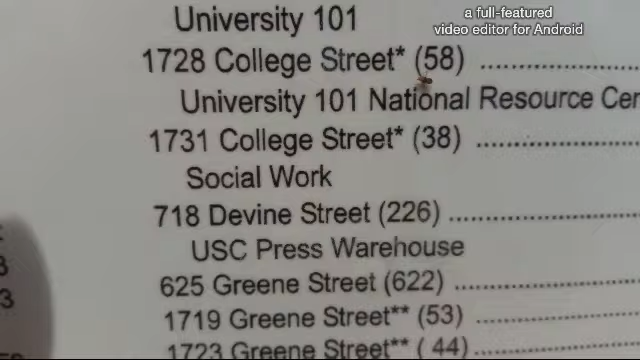 a full-featured
video editor for Android
University 101
1728 College Street* (58) ....................
University 101 National Resource Cen
1731 College Street* (38) ....................
Social Work
718 Devine Street (226) ....................
USC Press Warehouse
625 Greene Street (622) ....................
1719 Greene Street** (53) ....................
1723 Greene Street** ( 44) ....................
3
3